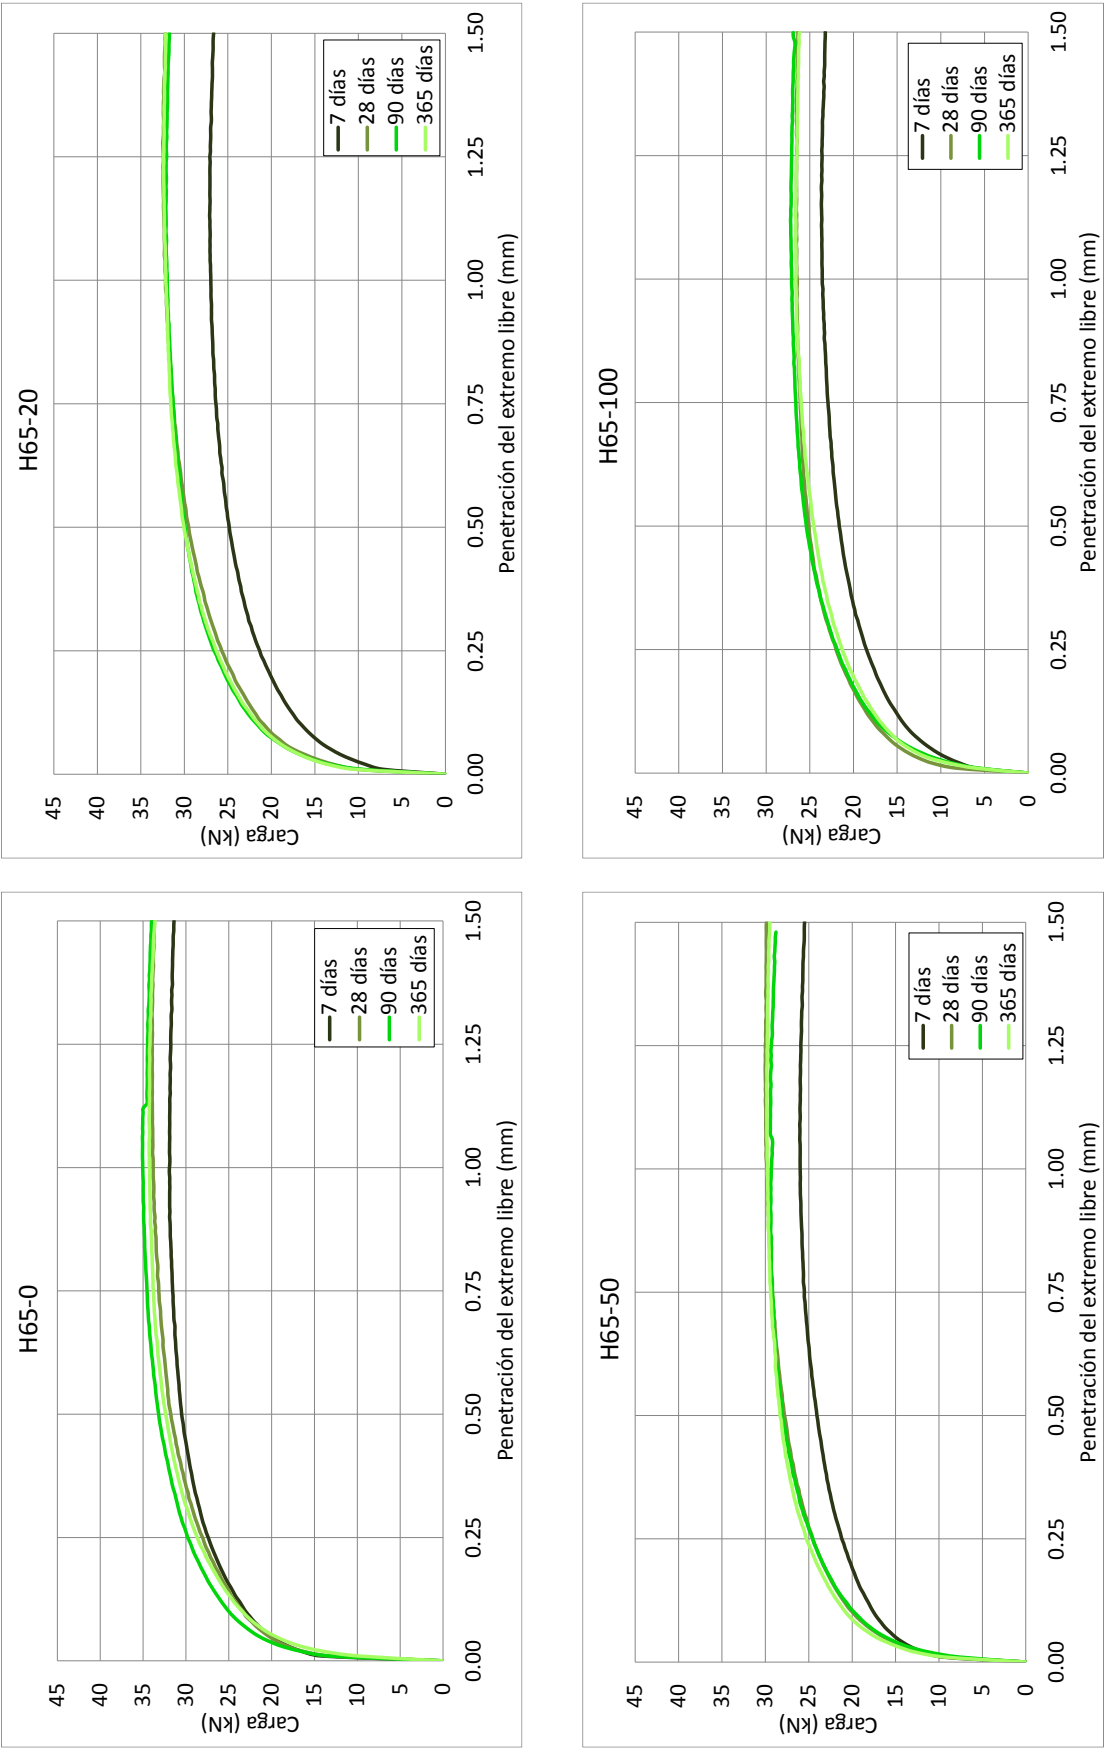 H65-0
45
40
35
30
25
20
15
10
5
0
Carga (kN)
0.00
0.25
0.50
0.75
1.00
1.25
1.50
Penetración del extremo libre (mm)
7 días
28 días
90 días
365 días
H65-20
45
40
35
30
25
20
15
10
5
0
Carga (kN)
0.00
0.25
0.50
0.75
1.00
1.25
1.50
Penetración del extremo libre (mm)
7 días
28 días
90 días
365 días
H65-50
45
40
35
30
25
20
15
10
5
0
Carga (kN)
0.00
0.25
0.50
0.75
1.00
1.25
1.50
Penetración del extremo libre (mm)
7 días
28 días
90 días
365 días
H65-100
45
40
35
30
25
20
15
10
5
0
Carga (kN)
0.00
0.25
0.50
0.75
1.00
1.25
1.50
Penetración del extremo libre (mm)
7 días
28 días
90 días
365 días